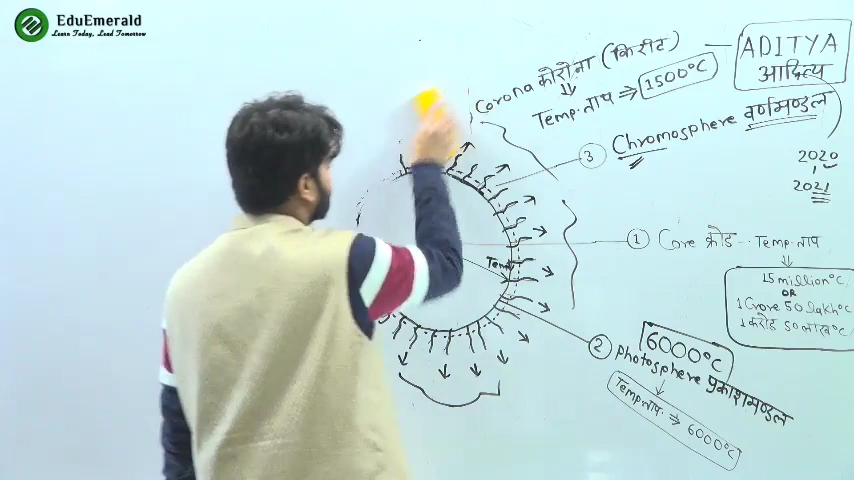 EduEmerald
Learn Today, Lead Tomorrow
Corona कोरोना (किरीट)
ADITYA
आदित्य
Temp. ताप ⇒ 1500°C
3 Chromosphere वर्णमण्डल
2020
2021
1 Core क्रोड Temp. ताप
Temp
15 million°C
OR
1 Crore 50 lakh°C
1 करोड 50 लाख°C
6000°C
2 Photosphere प्रकाशमण्डल
Temp. ताप ⇒ 6000°C